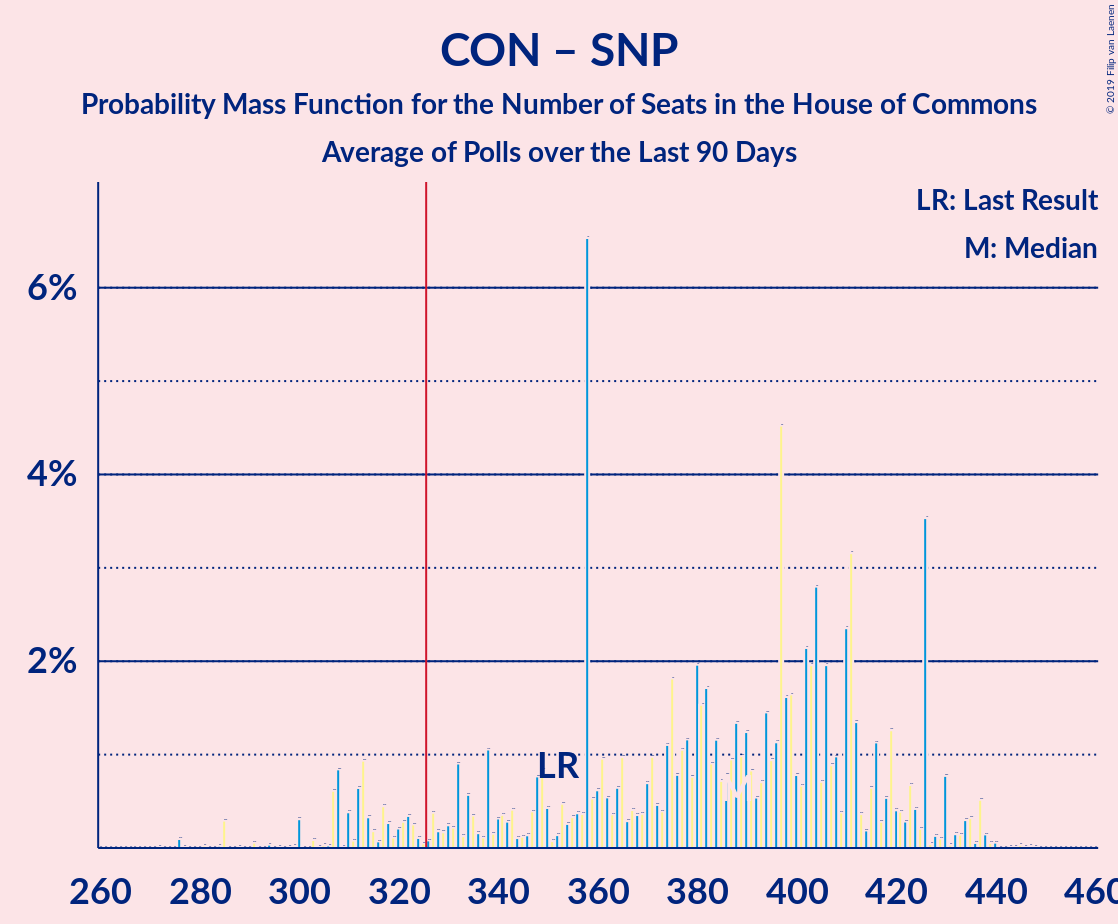 CON – SNP
Probability Mass Function for the Number of Seats in the House of Commons
Average of Polls over the Last 90 Days
© 2019 Filip van Laenen
LR: Last Result
M: Median
6%
4%
2%
LR
260 280 300 320 340 360 380 400 420 440 460